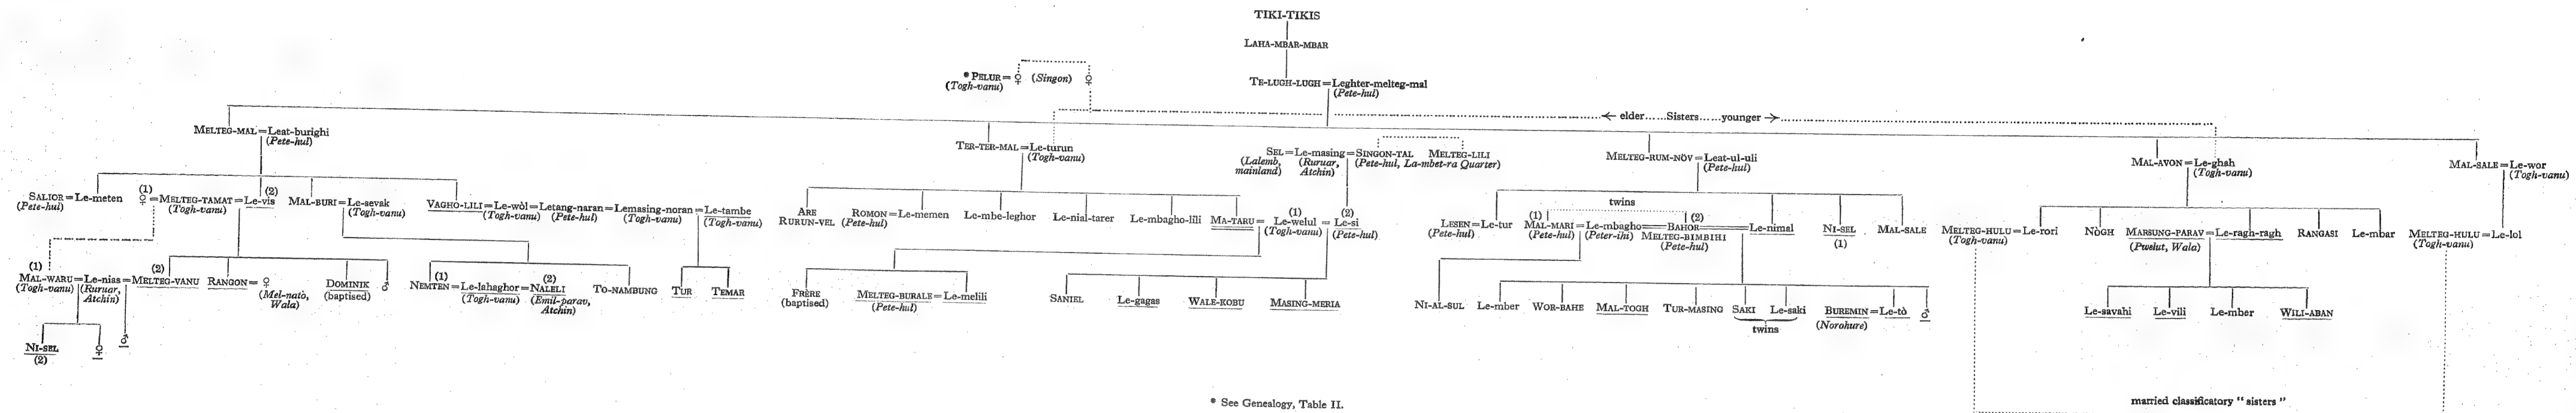 TIKI-TIKIS
LAHA-MBAR-MBAR
* PELUR = ♀ (Singon) ♀
(Togh-vanu)
TE-LUGH-LUGH = Leghter-melteg-mal
(Pete-hul)
← elder......Sisters......younger →
MELTEG-MAL = Leat-burighi
(Pete-hul)
TER-TER-MAL = Le-turun
(Togh-vanu)
SEL = Le-masing = SINGON-TAL MELTEG-LILI
(Lalemb, mainland) (Ruruar, Atchin) (Pete-hul, La-mbet-ra Quarter)
MELTEG-RUM-NÖV = Leat-ul-uli
(Pete-hul)
MAL-AVON = Le-ghah
(Togh-vanu)
MAL-SALE = Le-wor
(Togh-vanu)
SALIOR = Le-meten
(Pete-hul)
(1) (2)
♀ = MELTEG-TAMAT = Le-vis
(Togh-vanu)
MAL-BURI = Le-sevak
(Togh-vanu)
VAGHO-LILI = Le-wòl = Letang-naran = Lemasing-noran = Le-tambe
(Togh-vanu) (Pete-hul) (Togh-vanu) (Togh-vanu)
ARE RURUN-VEL
ROMON = Le-memen
(Pete-hul)
Le-mbe-leghor
Le-nial-tarer
Le-mbagho-lili
(1) (2)
MA-TARU = Le-welul = Le-si
(Togh-vanu) (Pete-hul)
twins
LESEN = Le-tur
(Pete-hul)
(1) (2)
MAL-MARI = Le-mbagho = BAHOR = Le-nimal
MELTEG-BIMBIHI
(Pete-hul) (Peter-ihi) (Pete-hul)
NI-SEL
(1)
MAL-SALE
MELTEG-HULU = Le-rori
(Togh-vanu)
NÒGH
MARSUNG-PARAV = Le-ragh-ragh
(Pwelut, Wala)
RANGASI
Le-mbar
MELTEG-HULU = Le-lol
(Togh-vanu)
(1) (2)
MAL-WARU = Le-nias = MELTEG-VANU
(Togh-vanu) (Ruruar, Atchin)
RANGON = ♀
(Mel-natò, Wala)
DOMINIK
(baptised)
♂
(1) (2)
NEMTEN = Le-lahaghor = NALELI
(Togh-vanu) (Emil-parav, Atchin)
TO-NAMBUNG
TUR
TEMAR
FRÈRE
(baptised)
MELTEG-BURALE = Le-melili
(Pete-hul)
SANIEL
Le-gagas
WALE-KOBU
MASING-MERIA
NI-AL-SUL
Le-mber
WOR-BAHE
MAL-TOGH
TUR-MASING
SAKI
Le-saki
twins
BUREMIN = Le-tò
(Norohure)
♂
Le-savahi
Le-vili
Le-mber
WILI-ABAN
NI-SEL
(2)
♀
♂
married classificatory “ sisters ”
* See Genealogy, Table II.